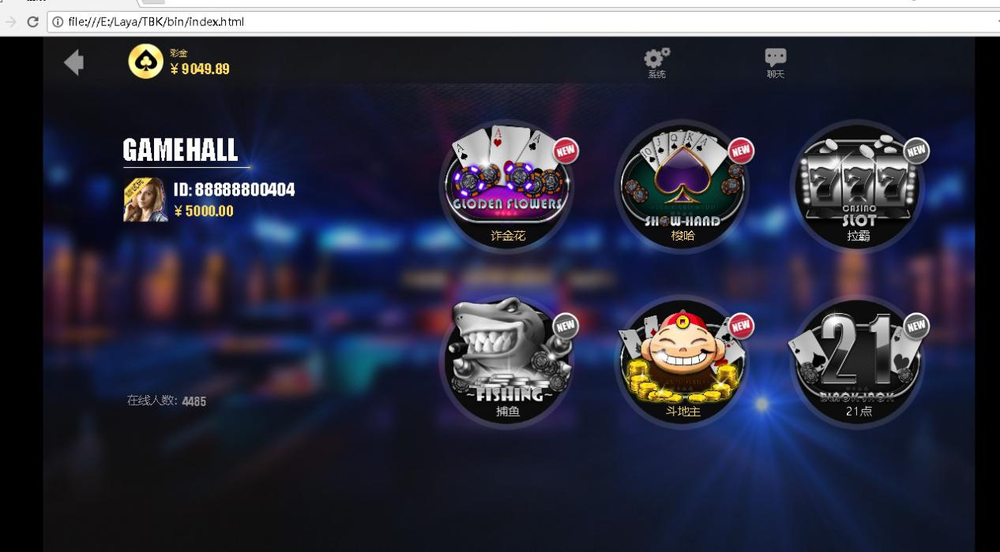 file:///E:/Laya/TBK/bin/index.html
彩金
¥ 9049.89
系统
聊天
GAMEHALL
ID: 88888800404
¥ 5000.00
NEW
GLODEN FLOWERS
诈金花
NEW
SHOW-HAND
梭哈
NEW
777
CASINO
SLOT
拉霸
NEW
~FISHING~
捕鱼
NEW
斗地主
NEW
21
BLACK JACK
21点
在线人数: 4485